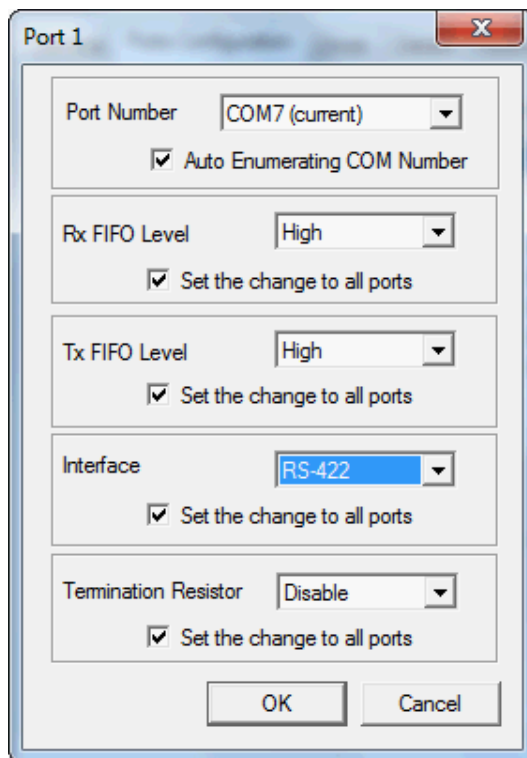 Port 1
Port Number COM7 (current)
Auto Enumerating COM Number
Rx FIFO Level High
Set the change to all ports
Tx FIFO Level High
Set the change to all ports
Interface RS-422
Set the change to all ports
Termination Resistor Disable
Set the change to all ports
OK Cancel